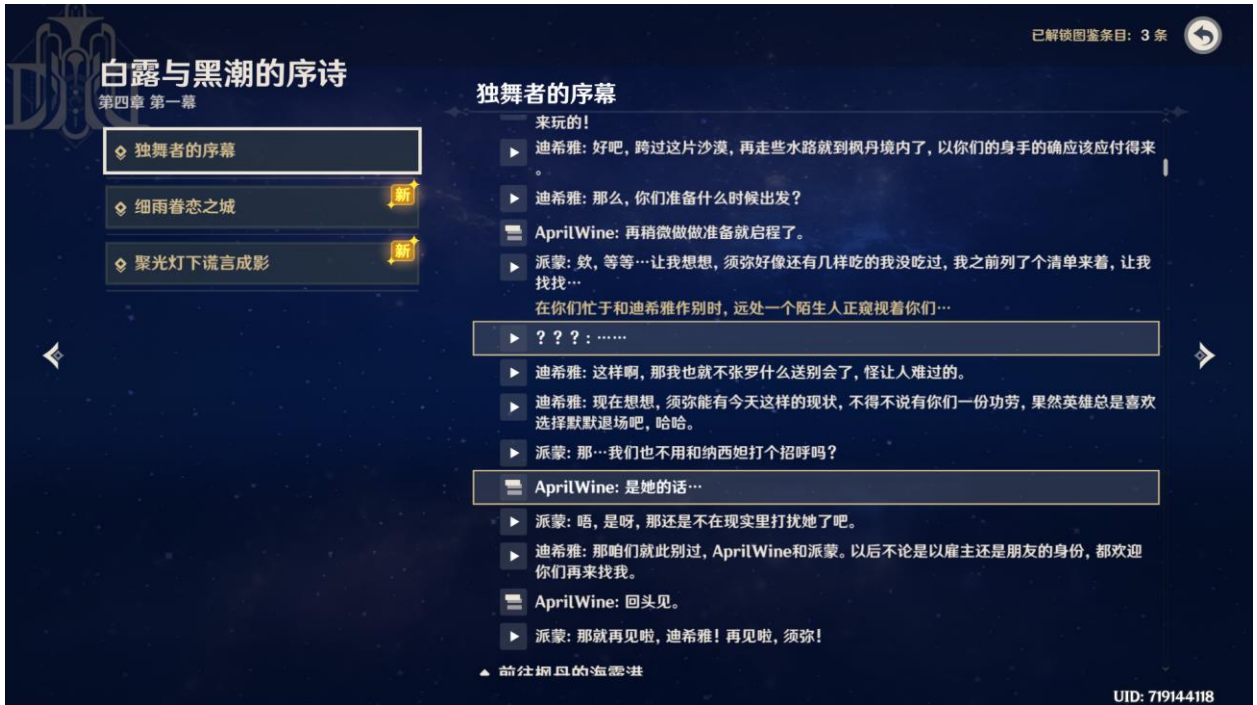 已解锁图鉴条目: 3 条
白露与黑潮的序诗
第四章 第一幕
独舞者的序幕
新
细雨眷恋之城
新
聚光灯下谎言成影
独舞者的序幕
来玩的!
迪希雅: 好吧, 跨过这片沙漠, 再走些水路就到枫丹境内了, 以你们的身手的确应该应付得来
。
迪希雅: 那么, 你们准备什么时候出发?
AprilWine: 再稍微做做准备就启程了。
派蒙: 欸, 等等…让我想想, 须弥好像还有几样吃的我没吃过, 我之前列了个清单来着, 让我
找找…
在你们忙于和迪希雅作别时, 远处一个陌生人正窥视着你们…
? ? ? : ……
迪希雅: 这样啊, 那我也就不张罗什么送别会了, 怪让人难过的。
迪希雅: 现在想想, 须弥能有今天这样的现状, 不得不说有你们一份功劳, 果然英雄总是喜欢
选择默默退场吧, 哈哈。
派蒙: 那…我们也不用和纳西妲打个招呼吗?
AprilWine: 是她的话…
派蒙: 唔, 是呀, 那还是不在现实里打扰她了吧。
迪希雅: 那咱们就此别过, AprilWine和派蒙。以后不论是以雇主还是朋友的身份, 都欢迎
你们再来找我。
AprilWine: 回头见。
派蒙: 那就再见啦, 迪希雅! 再见啦, 须弥!
前往枫丹的海露港
UID: 719144118